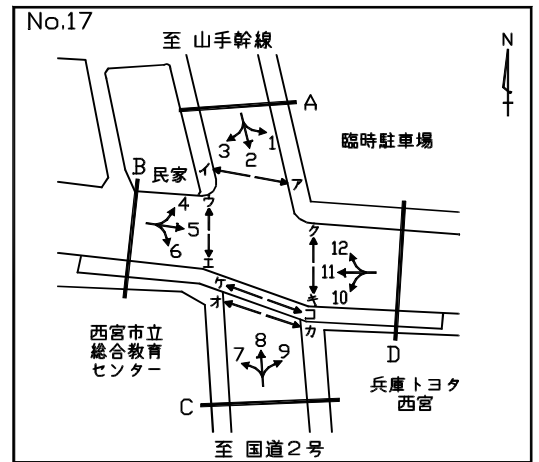 No.17
至 山手幹線
N
A
臨時駐車場
3
2
1
イ
ア
B
民家
ウ
4
5
6
エ
ク
12
11
10
キ
ケ
コ
オ
カ
西宮市立
総合教育
センター
7
8
9
C
D
兵庫トヨタ
西宮
至 国道2号